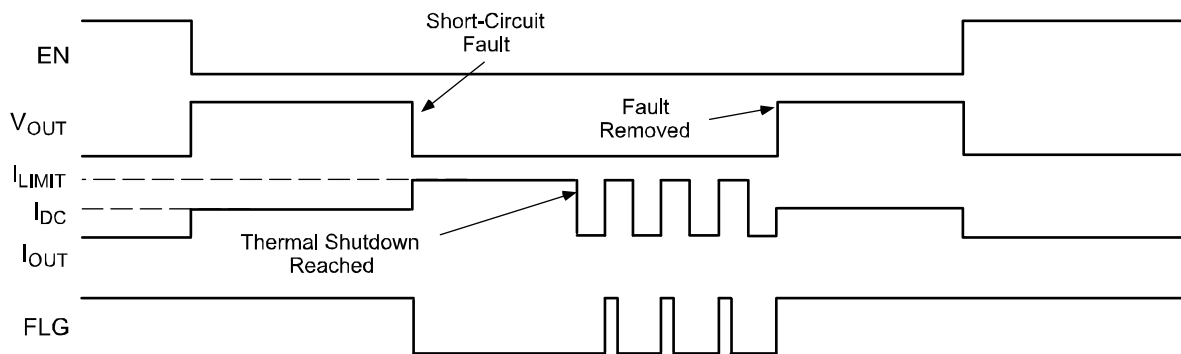 Short-Circuit
Fault
EN
Fault
Removed
VOUT
ILIMIT
IDC
Thermal Shutdown
Reached
IOUT
FLG